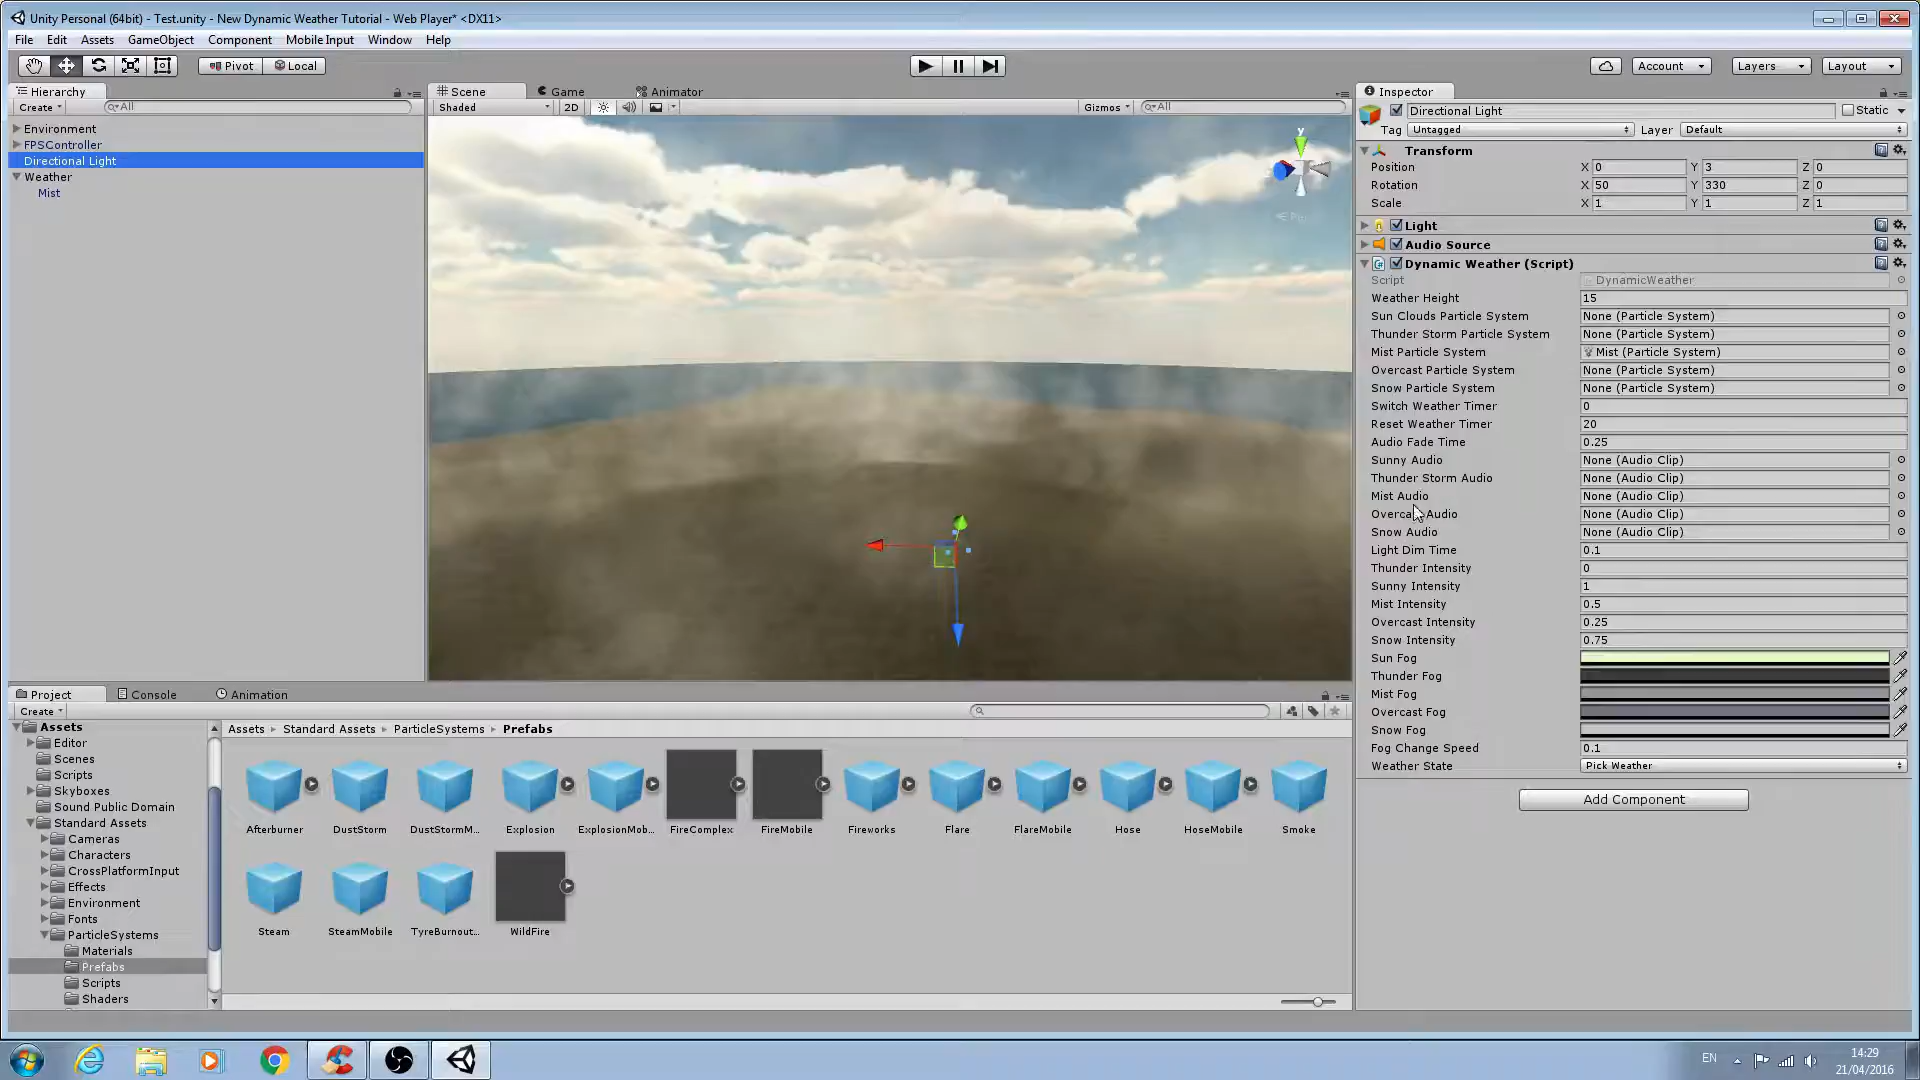 Unity Personal (64bit) - Test.unity - New Dynamic Weather Tutorial - Web Player* <DX11>
File Edit Assets GameObject Component Mobile Input Window Help
Pivot Local Account Layers Layout
Hierarchy
Create All
Environment
FPSController
Directional Light
Weather
Mist
Scene Game Animator
Shaded 2D Gizmos All
y
Inspector
Directional Light Static
Tag Untagged Layer Default
Transform
Position X 0 Y 3 Z 0
Rotation X 50 Y 330 Z 0
Scale X 1 Y 1 Z 1
Light
Audio Source
Dynamic Weather (Script)
Script DynamicWeather
Weather Height 15
Sun Clouds Particle System None (Particle System)
Thunder Storm Particle System None (Particle System)
Mist Particle System Mist (Particle System)
Overcast Particle System None (Particle System)
Snow Particle System None (Particle System)
Switch Weather Timer 0
Reset Weather Timer 20
Audio Fade Time 0.25
Sunny Audio None (Audio Clip)
Thunder Storm Audio None (Audio Clip)
Mist Audio None (Audio Clip)
Overcast Audio None (Audio Clip)
Snow Audio None (Audio Clip)
Light Dim Time 0.1
Thunder Intensity 0
Sunny Intensity 1
Mist Intensity 0.5
Overcast Intensity 0.25
Snow Intensity 0.75
Sun Fog
Thunder Fog
Mist Fog
Overcast Fog
Snow Fog
Fog Change Speed 0.1
Weather State Pick Weather
Add Component
Project Console Animation
Create
Assets
Editor
Scenes
Scripts
Skyboxes
Sound Public Domain
Standard Assets
Cameras
Characters
CrossPlatformInput
Effects
Environment
Fonts
ParticleSystems
Materials
Prefabs
Scripts
Shaders
Assets Standard Assets ParticleSystems Prefabs
Afterburner DustStorm DustStormM... Explosion ExplosionMob... FireComplex FireMobile Fireworks Flare FlareMobile Hose HoseMobile Smoke
Steam SteamMobile TyreBurnout... WildFire
EN 14:29
21/04/2016